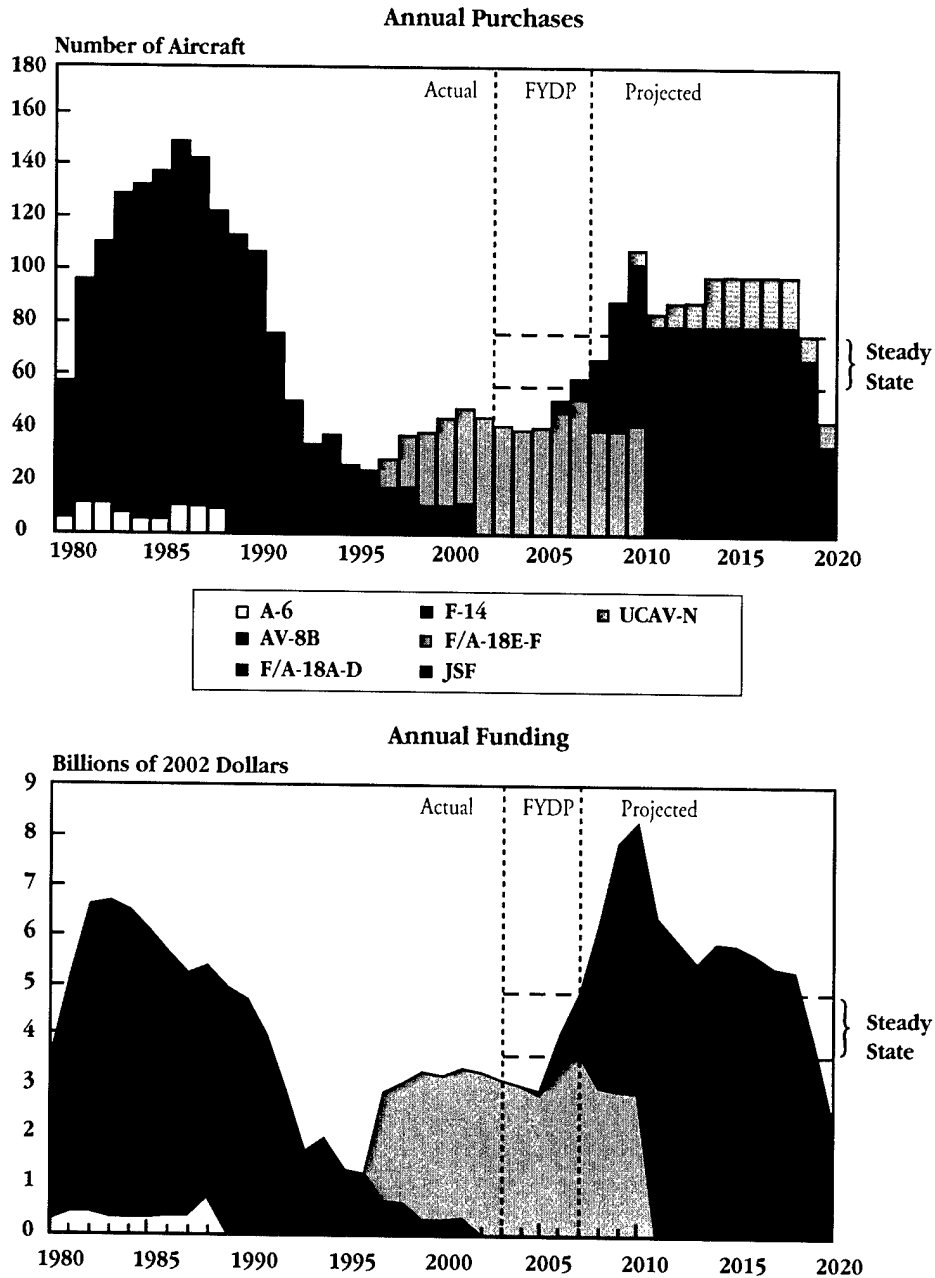 Annual Purchases
Number of Aircraft
180
160
140
120
100
80
60
40
20
0
Actual FYDP Projected
Steady
State
1980 1985 1990 1995 2000 2005 2010 2015 2020
A-6 F-14 UCAV-N
AV-8B F/A-18E-F
F/A-18A-D JSF
Annual Funding
Billions of 2002 Dollars
9
8
7
6
5
4
3
2
1
0
Actual FYDP Projected
Steady
State
1980 1985 1990 1995 2000 2005 2010 2015 2020